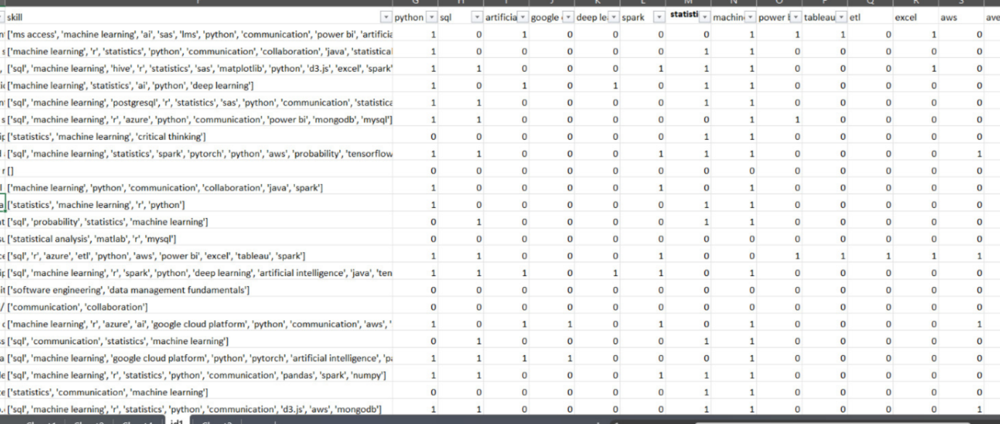 G H I J K L M N O P Q R S
skill python sql artificia google deep le spark statisti machin power b tableau etl excel aws ave
['ms access', 'machine learning', 'ai', 'sas', 'lms', 'python', 'communication', 'power bi', 'artificia 1 0 1 0 0 0 0 1 1 1 0 1 0
['machine learning', 'r', 'statistics', 'python', 'communication', 'collaboration', 'java', 'statistical 1 0 0 0 0 0 1 1 0 0 0 0 0
['sql', 'machine learning', 'hive', 'r', 'statistics', 'sas', 'matplotlib', 'python', 'd3.js', 'excel', 'spark' 1 1 0 0 0 1 1 1 0 0 0 1 0
['machine learning', 'statistics', 'ai', 'python', 'deep learning'] 1 0 1 0 1 0 1 1 0 0 0 0 0
['sql', 'machine learning', 'postgresql', 'r', 'statistics', 'sas', 'python', 'communication', 'statistica 1 1 0 0 0 0 1 1 0 0 0 0 0
['sql', 'machine learning', 'r', 'azure', 'python', 'communication', 'power bi', 'mongodb', 'mysql'] 1 1 0 0 0 0 0 1 1 0 0 0 0
['statistics', 'machine learning', 'critical thinking'] 0 0 0 0 0 0 1 1 0 0 0 0 0
['sql', 'machine learning', 'statistics', 'spark', 'pytorch', 'python', 'aws', 'probability', 'tensorflow 1 1 0 0 0 1 1 1 0 0 0 0 1
[] 0 0 0 0 0 0 0 0 0 0 0 0 0
['machine learning', 'python', 'communication', 'collaboration', 'java', 'spark'] 1 0 0 0 0 1 0 1 0 0 0 0 0
['statistics', 'machine learning', 'r', 'python'] 1 0 0 0 0 0 1 1 0 0 0 0 0
['sql', 'probability', 'statistics', 'machine learning'] 0 1 0 0 0 0 1 1 0 0 0 0 0
['statistical analysis', 'matlab', 'r', 'mysql'] 0 0 0 0 0 0 0 0 0 0 0 0 0
['sql', 'r', 'azure', 'etl', 'python', 'aws', 'power bi', 'excel', 'tableau', 'spark'] 1 1 0 0 0 1 0 0 1 1 1 1 1
['sql', 'machine learning', 'r', 'spark', 'python', 'deep learning', 'artificial intelligence', 'java', 'ten 1 1 1 0 1 1 0 1 0 0 0 0 0
['software engineering', 'data management fundamentals'] 0 0 0 0 0 0 0 0 0 0 0 0 0
['communication', 'collaboration'] 0 0 0 0 0 0 0 0 0 0 0 0 0
['machine learning', 'r', 'azure', 'ai', 'google cloud platform', 'python', 'communication', 'aws', ' 1 0 1 1 0 1 0 1 0 0 0 0 1
['sql', 'communication', 'statistics', 'machine learning'] 0 1 0 0 0 0 1 1 0 0 0 0 0
['sql', 'machine learning', 'google cloud platform', 'python', 'pytorch', 'artificial intelligence', 'pa 1 1 1 1 0 0 0 1 0 0 0 0 0
['sql', 'machine learning', 'r', 'statistics', 'python', 'communication', 'pandas', 'spark', 'numpy'] 1 1 0 0 0 1 1 1 0 0 0 0 0
['statistics', 'communication', 'machine learning'] 0 0 0 0 0 0 1 1 0 0 0 0 0
['sql', 'machine learning', 'r', 'statistics', 'python', 'communication', 'd3.js', 'aws', 'mongodb'] 1 1 0 0 0 0 1 1 0 0 0 0 1